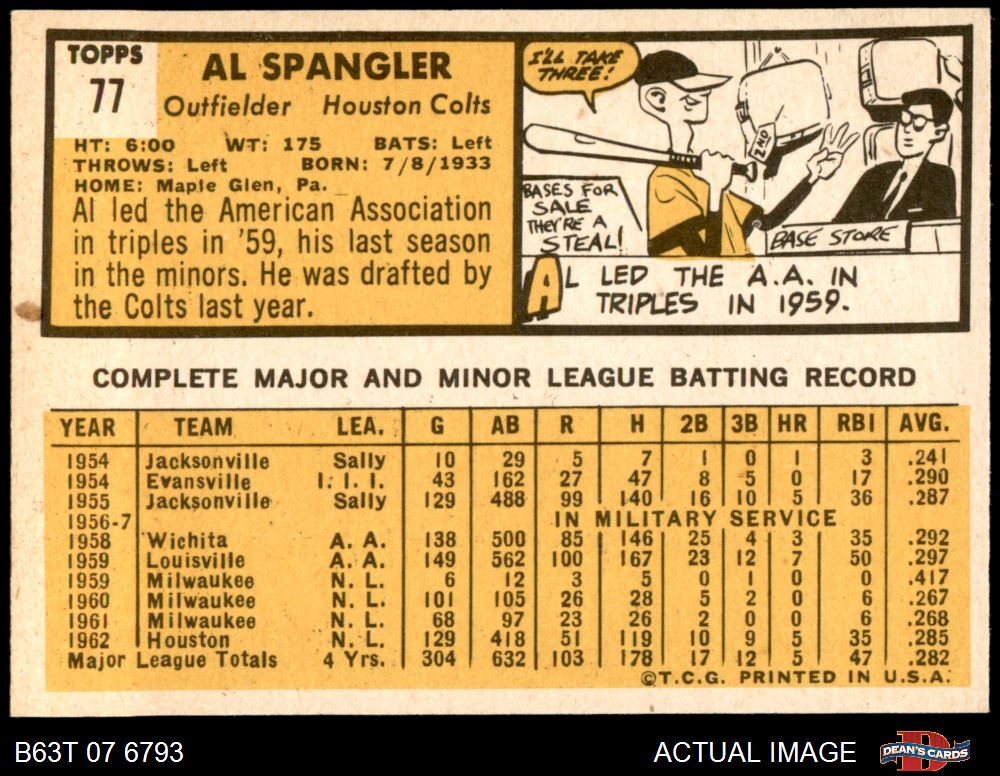 TOPPS
77
AL SPANGLER
Outfielder Houston Colts
HT: 6:00 WT: 175 BATS: Left
THROWS: Left BORN: 7/8/1933
HOME: Maple Glen, Pa.
Al led the American Association
in triples in '59, his last season
in the minors. He was drafted by
the Colts last year.
I'LL TAKE
THREE!
2ND
BASES FOR
SALE
THEY'RE A
STEAL!
BASE STORE
AL LED THE A.A. IN
TRIPLES IN 1959.
COMPLETE MAJOR AND MINOR LEAGUE BATTING RECORD
YEAR TEAM LEA. G AB R H 2B 3B HR RBI AVG.
1954 Jacksonville Sally 10 29 5 7 1 0 1 3 .241
1954 Evansville I. I. I. 43 162 27 47 8 5 0 17 .290
1955 Jacksonville Sally 129 488 99 140 16 10 5 36 .287
1956-7 IN MILITARY SERVICE
1958 Wichita A. A. 138 500 85 146 25 4 3 35 .292
1959 Louisville A. A. 149 562 100 167 23 12 7 50 .297
1959 Milwaukee N. L. 6 12 3 5 0 1 0 0 .417
1960 Milwaukee N. L. 101 105 26 28 5 2 0 6 .267
1961 Milwaukee N. L. 68 97 23 26 2 0 0 6 .268
1962 Houston N. L. 129 418 51 119 10 9 5 35 .285
Major League Totals 4 Yrs. 304 632 103 178 17 12 5 47 .282
©T.C.G. PRINTED IN U.S.A.
B63T 07 6793
ACTUAL IMAGE
DEAN'S CARDS